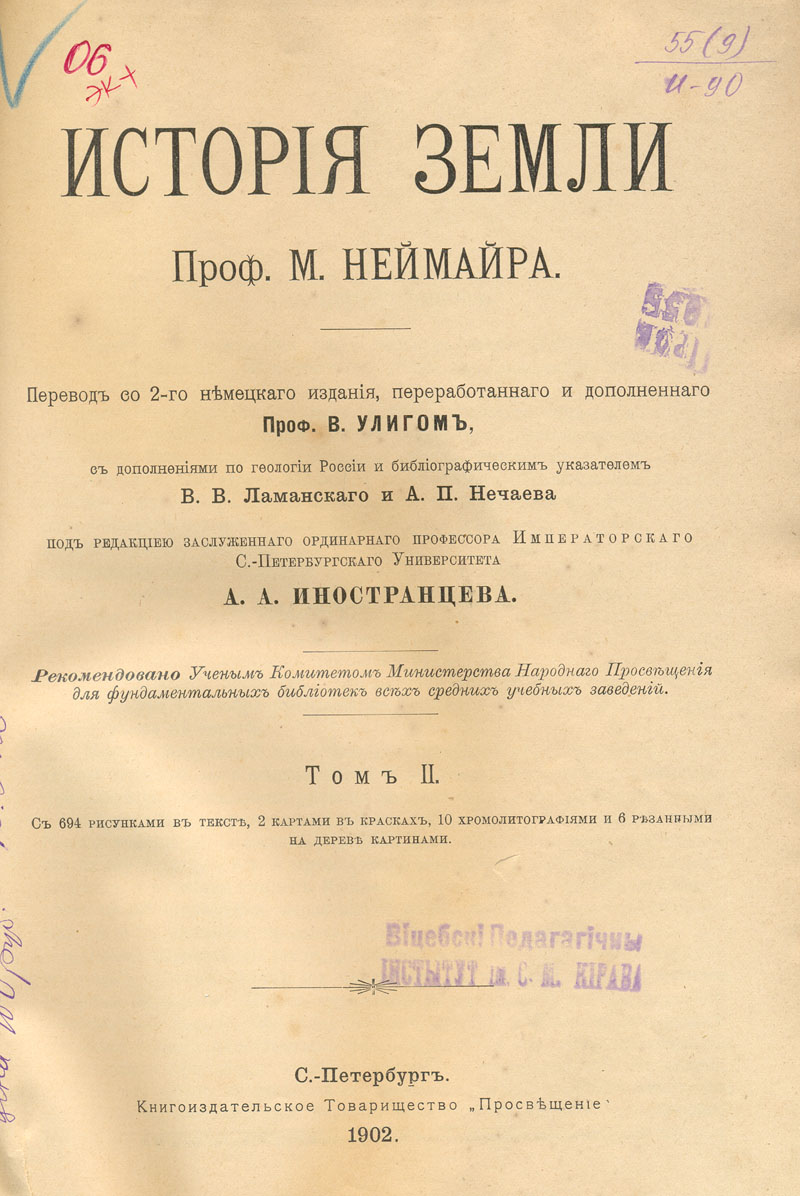 06
жх
55(9)
И-90
ИСТОРІЯ ЗЕМЛИ
Проф. М. НЕЙМАЙРА.
Переводъ со 2-го нѣмецкаго изданія, переработаннаго и дополненнаго
Проф. В. УЛИГОМЪ,
съ дополненіями по геологіи Россіи и библіографическимъ указателемъ
В. В. Ламанскаго и А. П. Нечаева
подъ редакціею заслуженнаго ординарнаго профессора Императорскаго
С.-Петербургскаго Университета
А. А. ИНОСТРАНЦЕВА.
Рекомендовано Ученымъ Комитетомъ Министерства Народнаго Просвѣщенія
для фундаментальныхъ библіотекъ всѣхъ среднихъ учебныхъ заведеній.
Томъ II.
Съ 694 рисунками въ текстѣ, 2 картами въ краскахъ, 10 хромолитографіями и 6 рѣзанными
на деревѣ картинами.
Віцебскі Педагагічны
ІНСТЫТУТ ім. С. М. КІРАВА
С.-Петербургъ.
Книгоиздательское Товарищество „Просвѣщеніе‘
1902.